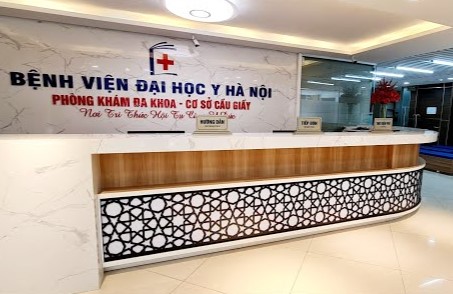 BỆNH VIỆN ĐẠI HỌC Y HÀ NỘI
PHÒNG KHÁM ĐA KHOA - CƠ SỞ CẦU GIẤY
Nơi Tri Thức Hội Tụ
HƯỚNG DẪN
TIẾP ĐÓN